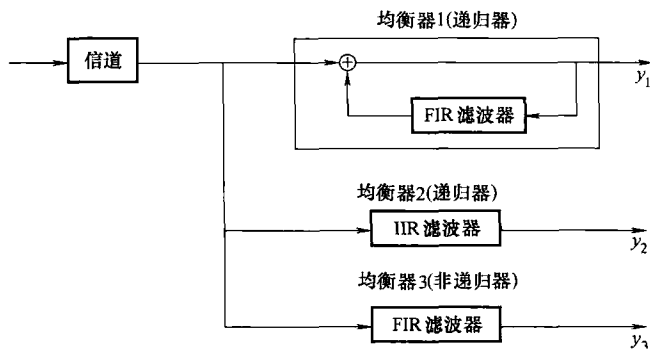 均衡器1(递归器)
信道
y₁
FIR 滤波器
均衡器2(递归器)
IIR 滤波器
y₂
均衡器3(非递归器)
FIR 滤波器
y₃